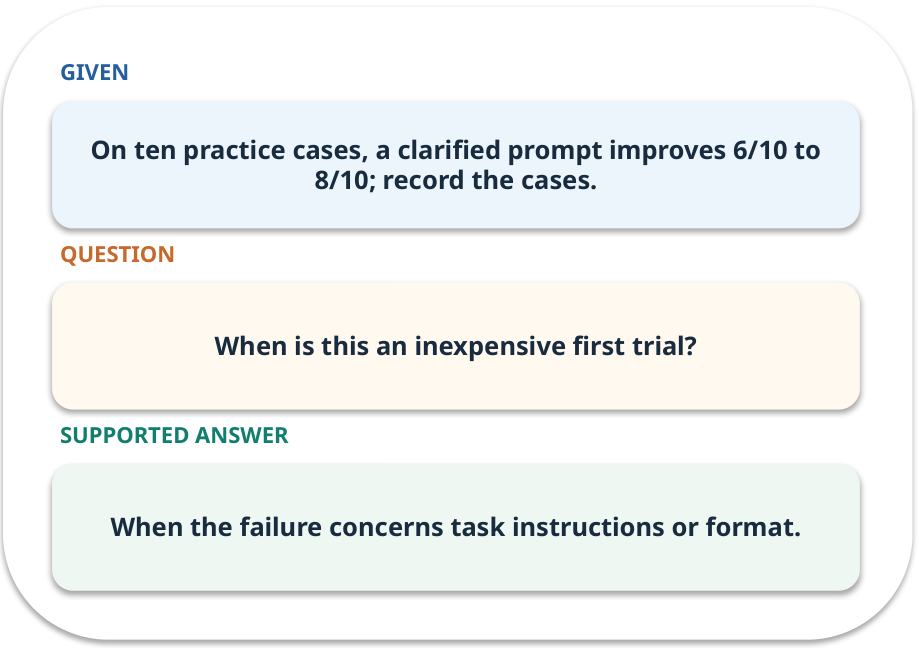 GIVEN
On ten practice cases, a clarified prompt improves 6/10 to
8/10; record the cases.
QUESTION
When is this an inexpensive first trial?
SUPPORTED ANSWER
When the failure concerns task instructions or format.